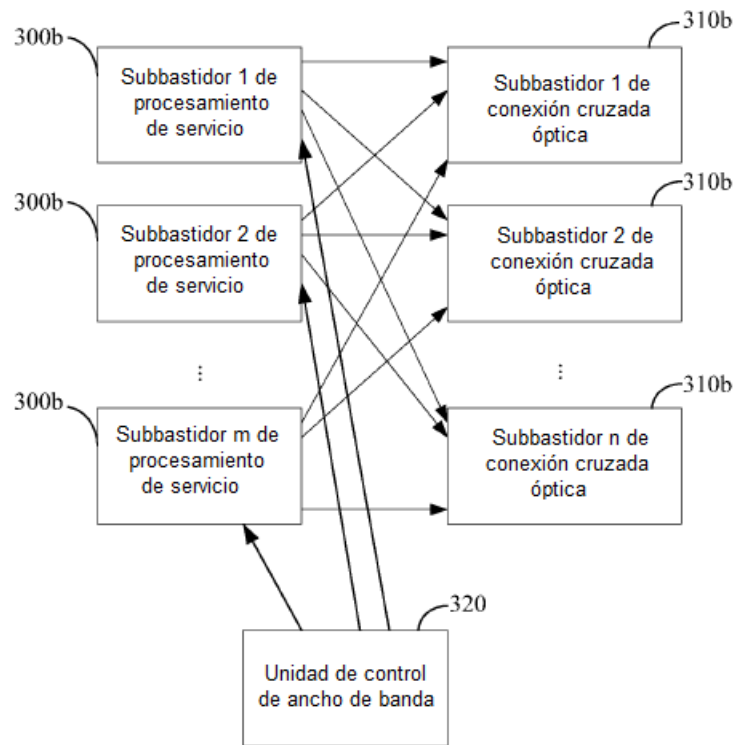 300b
Subbastidor 1 de
procesamiento
de servicio
310b
Subbastidor 1 de
conexión cruzada
óptica
300b
Subbastidor 2 de
procesamiento
de servicio
310b
Subbastidor 2 de
conexión cruzada
óptica
⋮
⋮
300b
Subbastidor m de
procesamiento
de servicio
310b
Subbastidor n de
conexión cruzada
óptica
320
Unidad de control
de ancho de banda